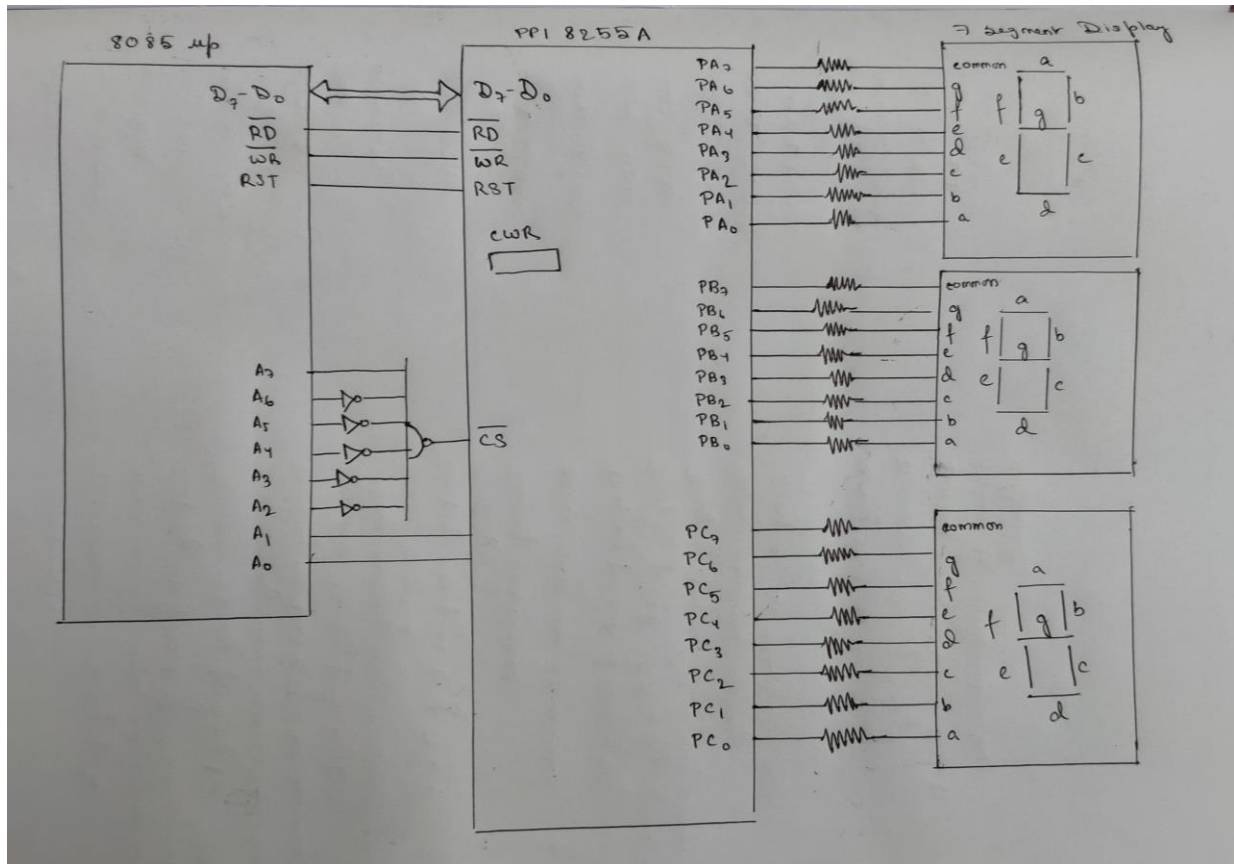 8085 μp
PPI 8255A
7 segment Display
D₇-D₀
RD
WR
RST
A₇
A₆
A₅
A₄
A₃
A₂
A₁
A₀
D₇-D₀
RD
WR
RST
CWR
CS
PA₇
PA₆
PA₅
PA₄
PA₃
PA₂
PA₁
PA₀
PB₇
PB₆
PB₅
PB₄
PB₃
PB₂
PB₁
PB₀
PC₇
PC₆
PC₅
PC₄
PC₃
PC₂
PC₁
PC₀
common
g
f
e
d
c
b
a
a
f b
g
e c
d
common
g
f
e
d
c
b
a
a
f b
g
e c
d
common
g
f
e
d
c
b
a
a
f g b
e c
d